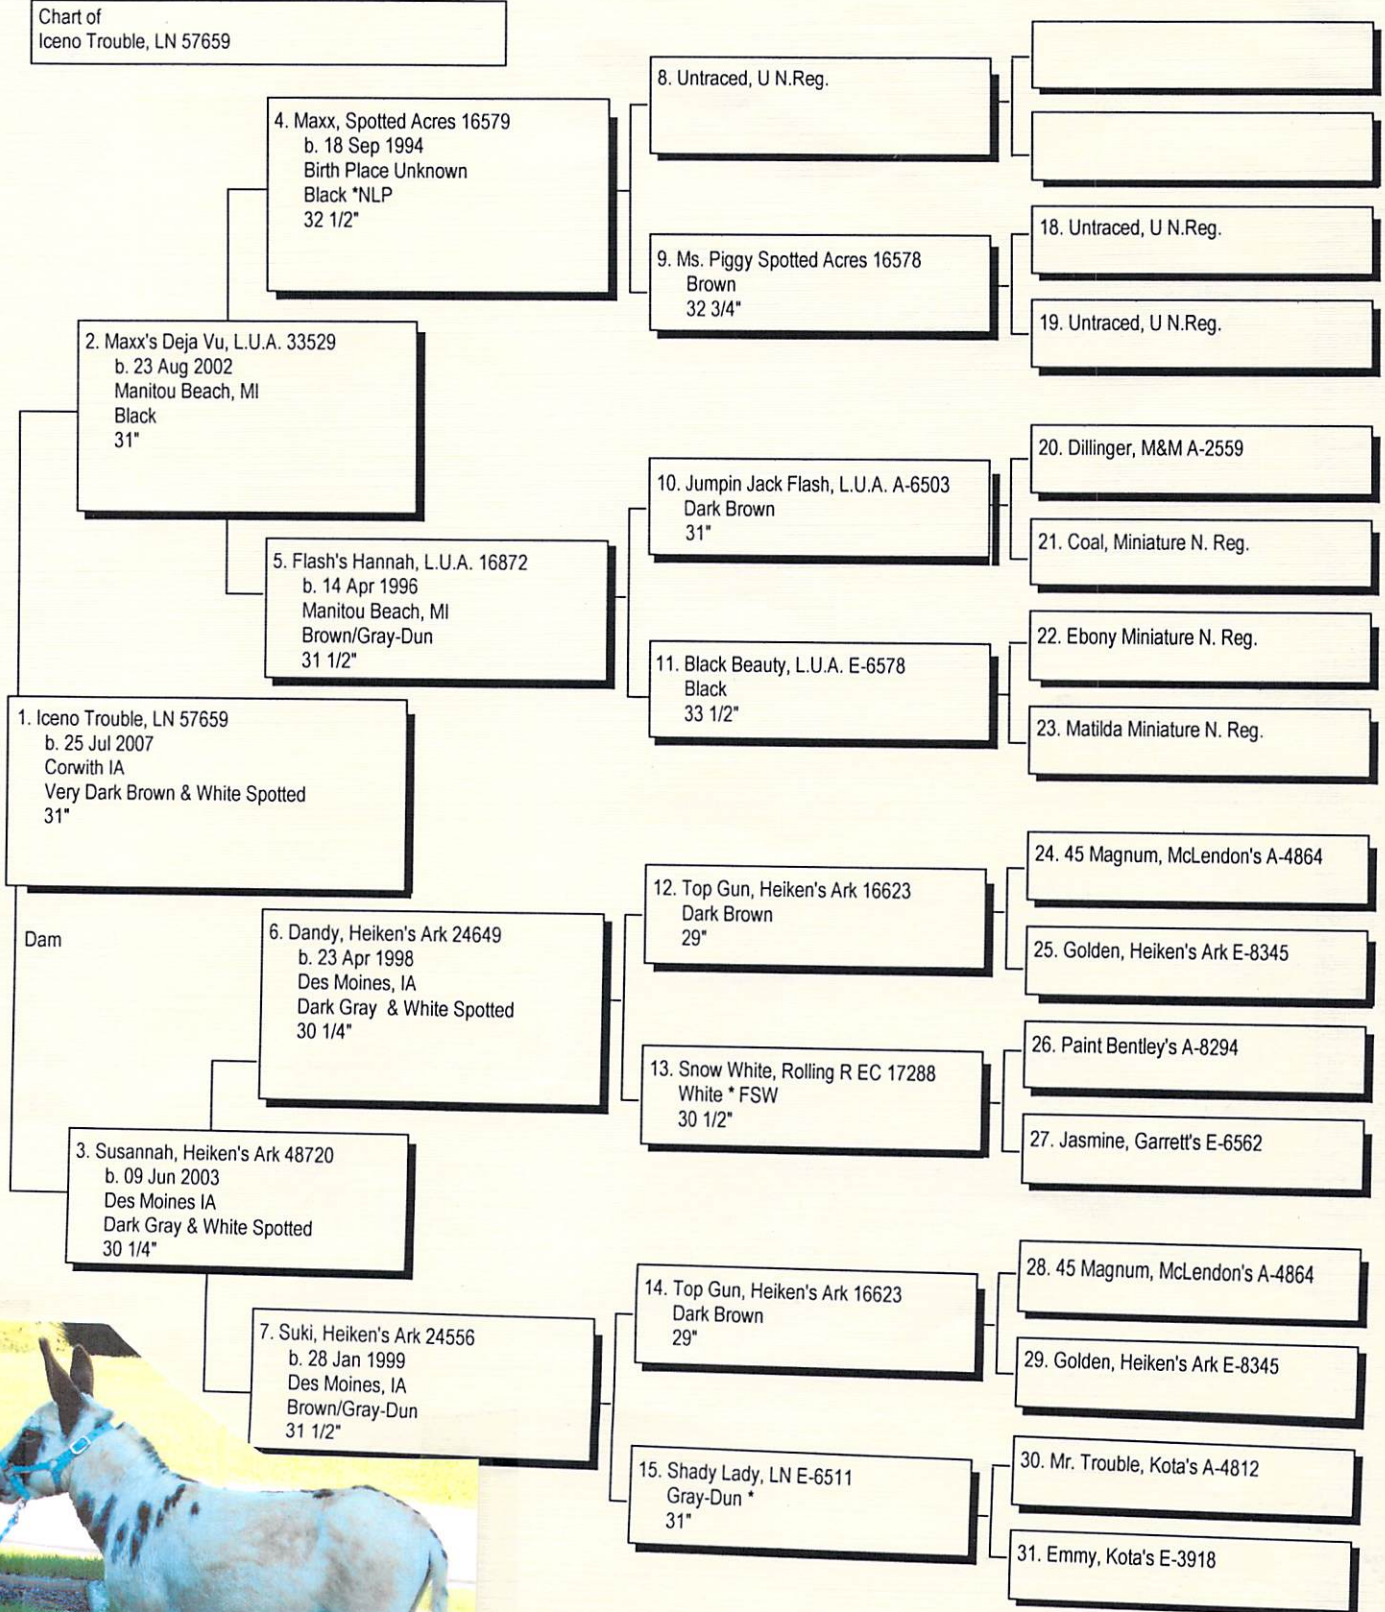 Chart of
Iceno Trouble, LN 57659
1. Iceno Trouble, LN 57659
b. 25 Jul 2007
Corwith IA
Very Dark Brown & White Spotted
31"
Dam
2. Maxx's Deja Vu, L.U.A. 33529
b. 23 Aug 2002
Manitou Beach, MI
Black
31"
3. Susannah, Heiken's Ark 48720
b. 09 Jun 2003
Des Moines IA
Dark Gray & White Spotted
30 1/4"
4. Maxx, Spotted Acres 16579
b. 18 Sep 1994
Birth Place Unknown
Black *NLP
32 1/2"
5. Flash's Hannah, L.U.A. 16872
b. 14 Apr 1996
Manitou Beach, MI
Brown/Gray-Dun
31 1/2"
6. Dandy, Heiken's Ark 24649
b. 23 Apr 1998
Des Moines, IA
Dark Gray & White Spotted
30 1/4"
7. Suki, Heiken's Ark 24556
b. 28 Jan 1999
Des Moines, IA
Brown/Gray-Dun
31 1/2"
8. Untraced, U N.Reg.
9. Ms. Piggy Spotted Acres 16578
Brown
32 3/4"
10. Jumpin Jack Flash, L.U.A. A-6503
Dark Brown
31"
11. Black Beauty, L.U.A. E-6578
Black
33 1/2"
12. Top Gun, Heiken's Ark 16623
Dark Brown
29"
13. Snow White, Rolling R EC 17288
White * FSW
30 1/2"
14. Top Gun, Heiken's Ark 16623
Dark Brown
29"
15. Shady Lady, LN E-6511
Gray-Dun *
31"
18. Untraced, U N.Reg.
19. Untraced, U N.Reg.
20. Dillinger, M&M A-2559
21. Coal, Miniature N. Reg.
22. Ebony Miniature N. Reg.
23. Matilda Miniature N. Reg.
24. 45 Magnum, McLendon's A-4864
25. Golden, Heiken's Ark E-8345
26. Paint Bentley's A-8294
27. Jasmine, Garrett's E-6562
28. 45 Magnum, McLendon's A-4864
29. Golden, Heiken's Ark E-8345
30. Mr. Trouble, Kota's A-4812
31. Emmy, Kota's E-3918